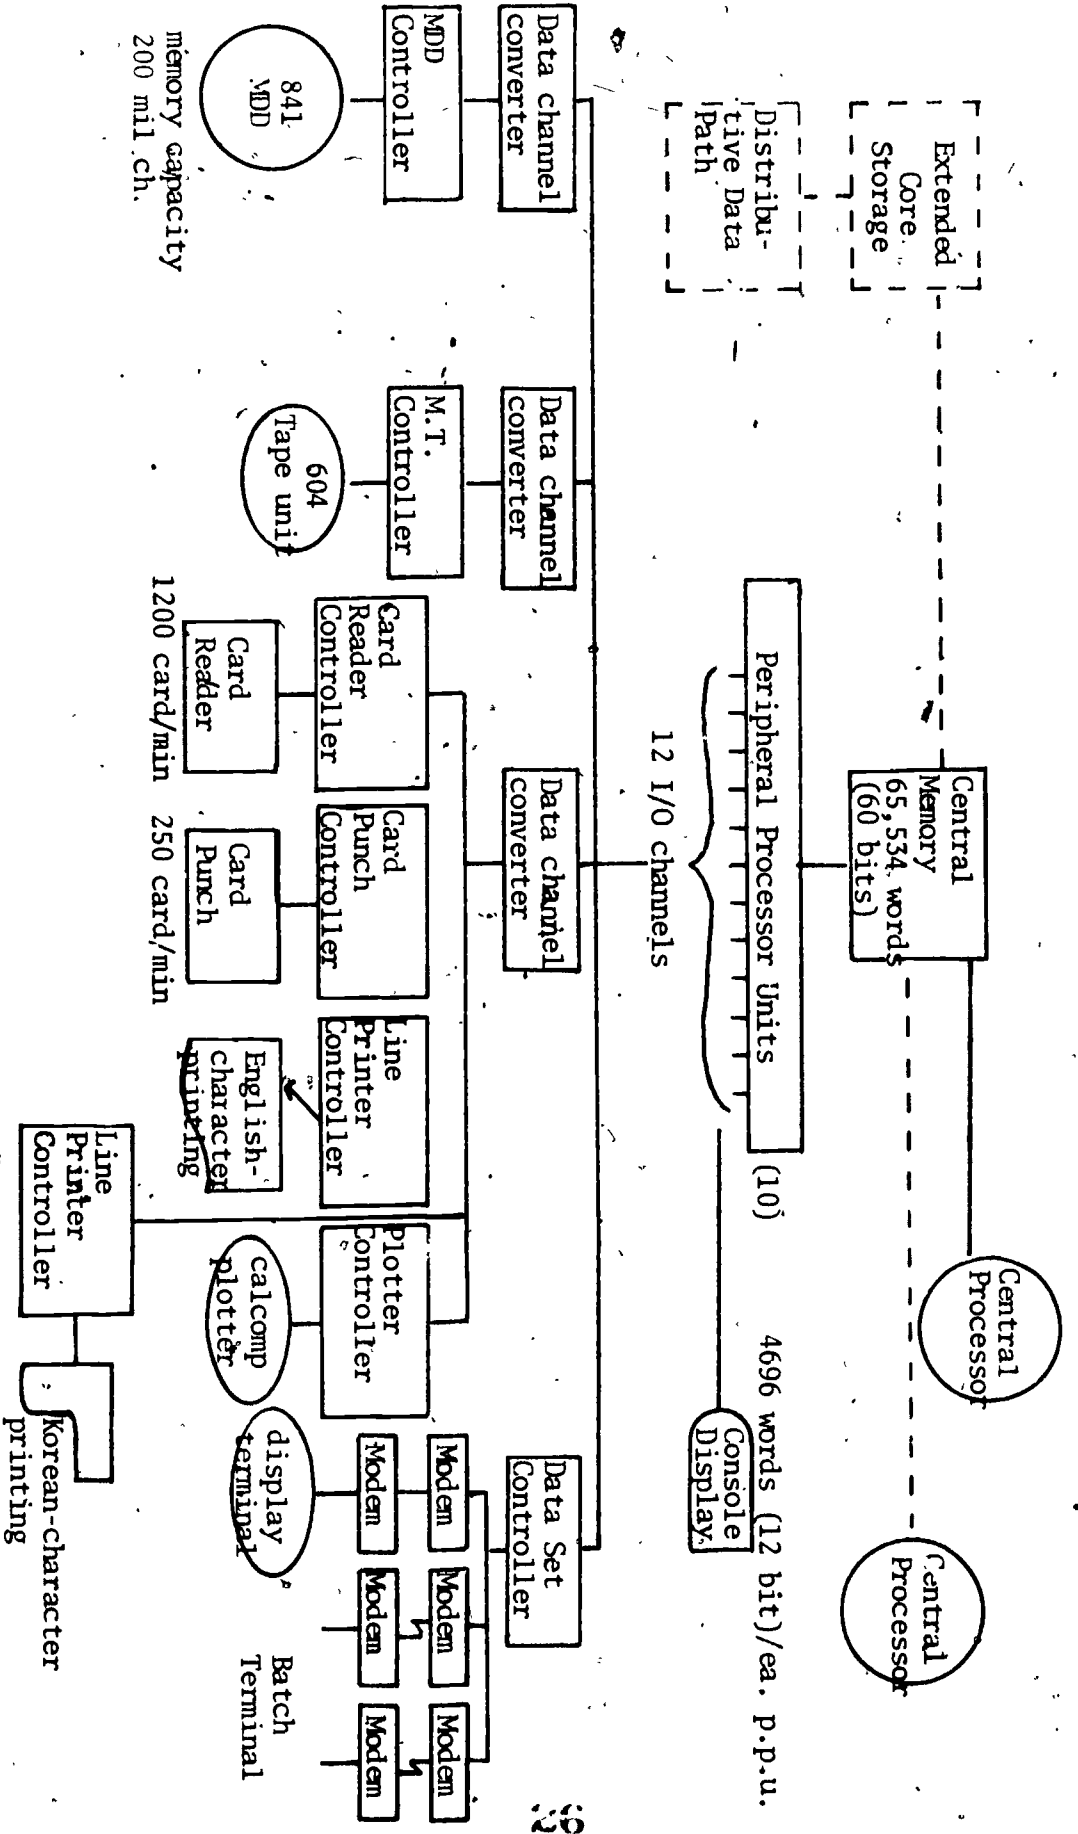 Extended
Core
Storage
Central
Memory
65,534 words
(60 bits)
Central
Processor
Central
Processor
Distribu-
tive Data
Path
Peripheral Processor Units
(10)
4696 words (12 bit)/ea. p.p.u.
12 I/O channels
Console
Display
Data channel
converter
Data channel
converter
Data channel
converter
Data Set
Controller
MDD
Controller
M.T.
Controller
Card
Reader
Controller
Card
Punch
Controller
Line
Printer
Controller
Plotter
Controller
Modem
Modem
Modem
Modem
Modem
Modem
841
MDD
604
Tape unit
Card
Reader
Card
Punch
English-
character
printing
calcomp
plotter
display
terminal
Batch
Terminal
memory capacity
200 mil.ch.
1200 card/min
250 card/min
Line
Printer
Controller
Korean-character
printing
26